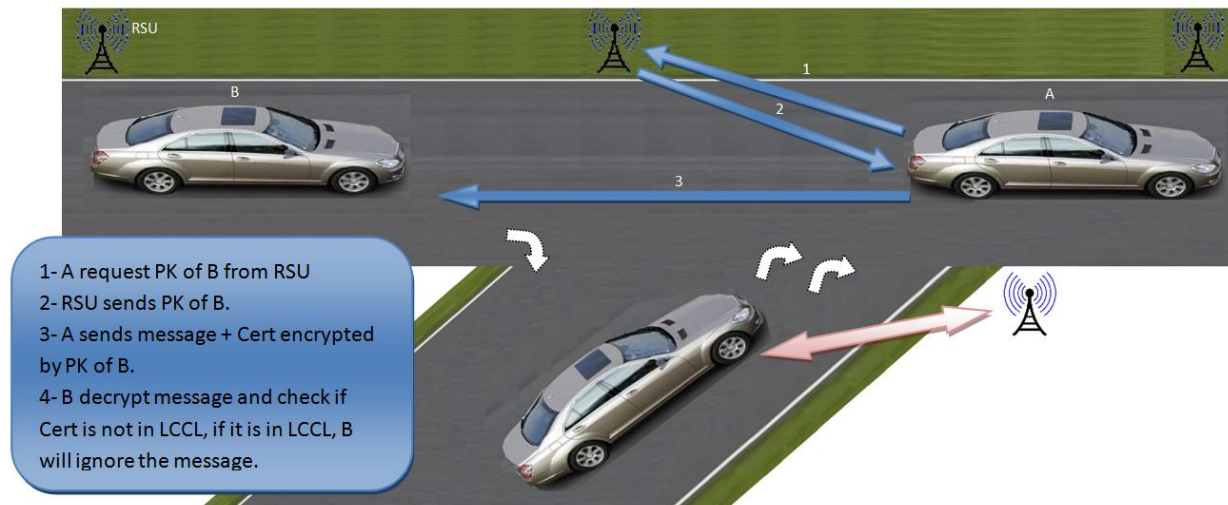 RSU
B
A
1
2
3
1- A request PK of B from RSU
2- RSU sends PK of B.
3- A sends message + Cert encrypted
by PK of B.
4- B decrypt message and check if
Cert is not in LCCL, if it is in LCCL, B
will ignore the message.